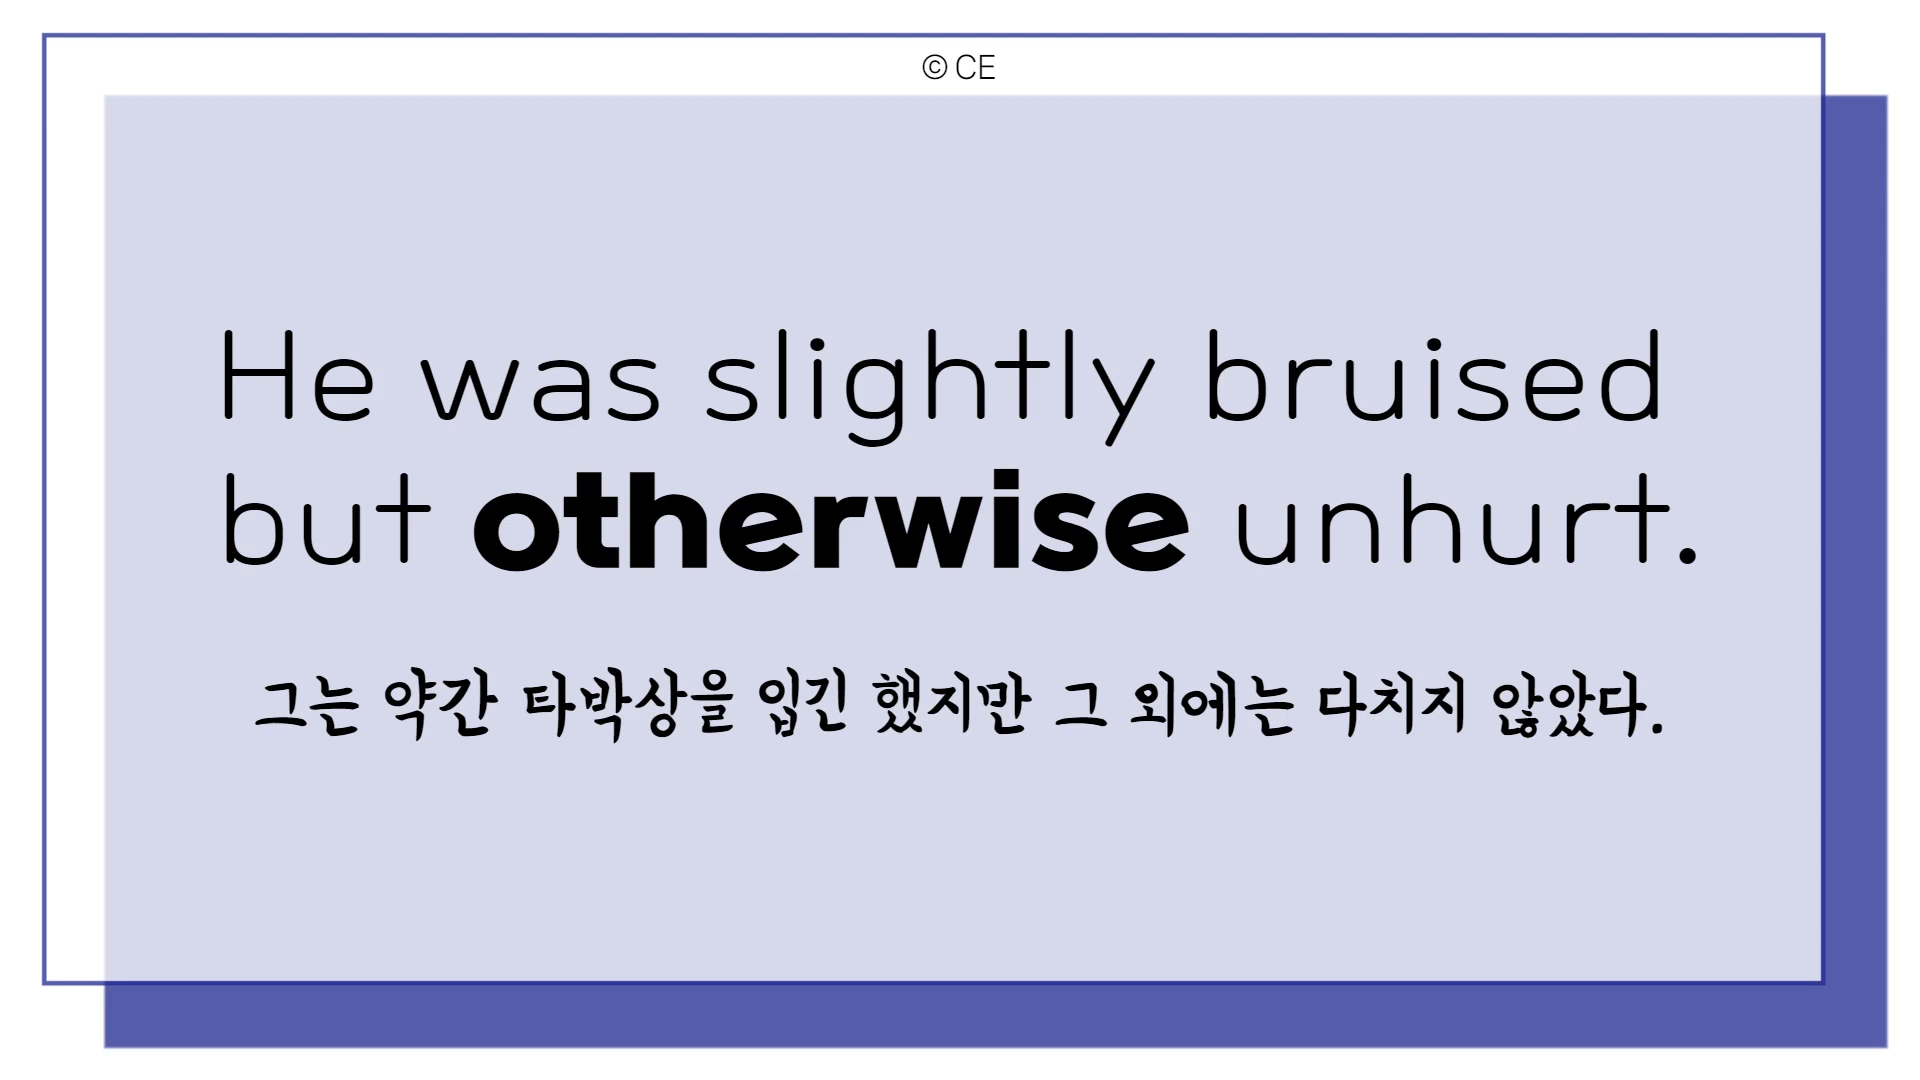 © CE
He was slightly bruised
but otherwise unhurt.
그는 약간 타박상을 입긴 했지만 그 외에는 다치지 않았다.